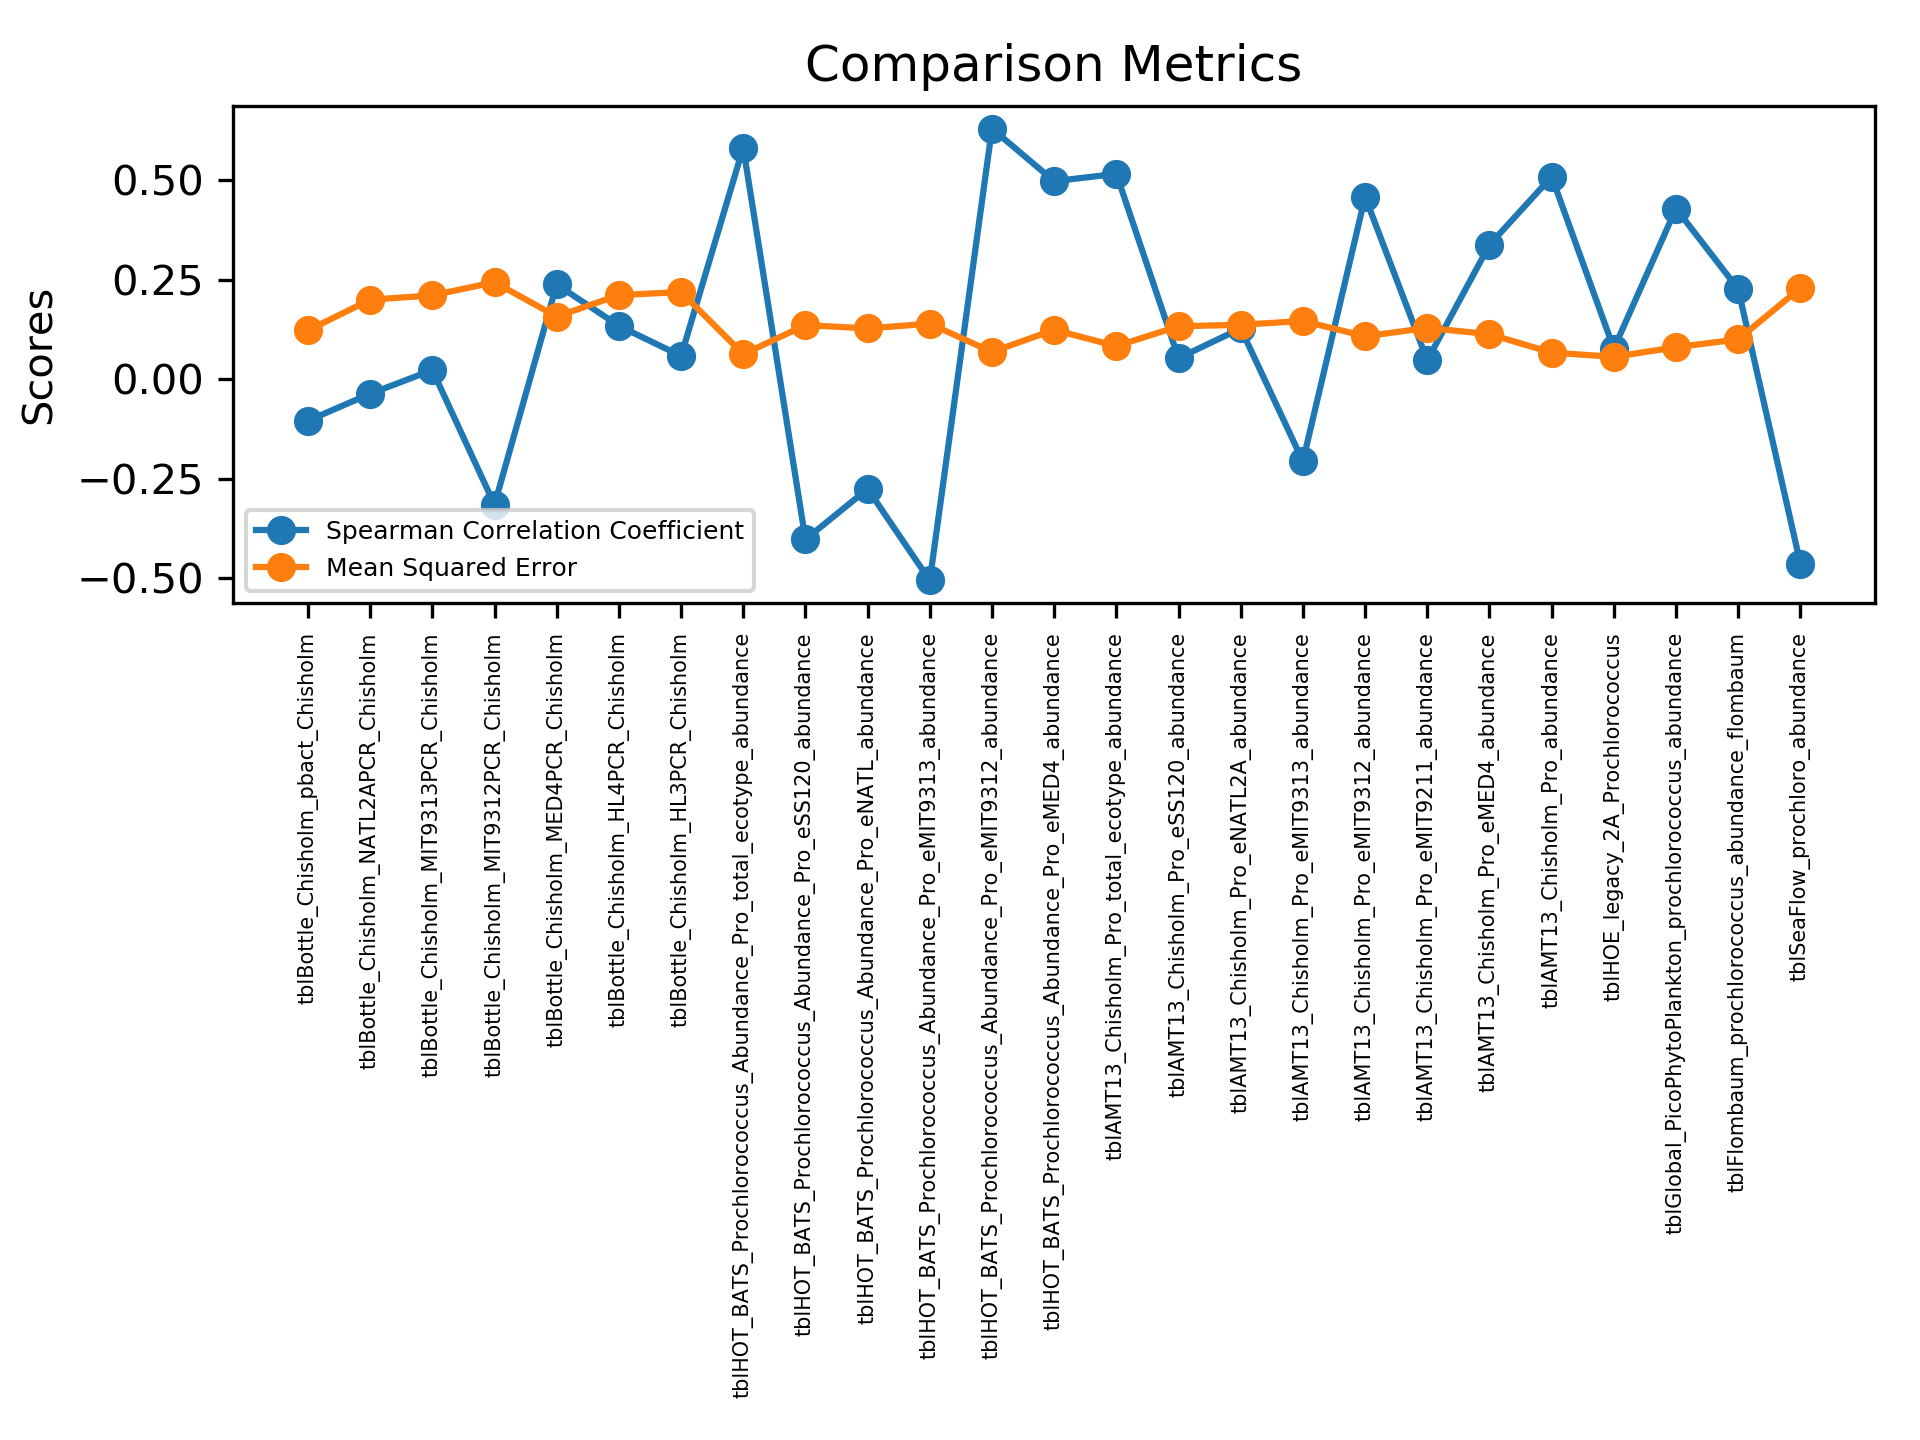 Comparison Metrics
Scores
0.50
0.25
0.00
−0.25
−0.50
Spearman Correlation Coefficient
Mean Squared Error
tblBottle_Chisholm_pbact_Chisholm
tblBottle_Chisholm_NATL2APCR_Chisholm
tblBottle_Chisholm_MIT9313PCR_Chisholm
tblBottle_Chisholm_MIT9312PCR_Chisholm
tblBottle_Chisholm_MED4PCR_Chisholm
tblBottle_Chisholm_HL4PCR_Chisholm
tblBottle_Chisholm_HL3PCR_Chisholm
tblHOT_BATS_Prochlorococcus_Abundance_Pro_total_ecotype_abundance
tblHOT_BATS_Prochlorococcus_Abundance_Pro_eSS120_abundance
tblHOT_BATS_Prochlorococcus_Abundance_Pro_eNATL_abundance
tblHOT_BATS_Prochlorococcus_Abundance_Pro_eMIT9313_abundance
tblHOT_BATS_Prochlorococcus_Abundance_Pro_eMIT9312_abundance
tblHOT_BATS_Prochlorococcus_Abundance_Pro_eMED4_abundance
tblAMT13_Chisholm_Pro_total_ecotype_abundance
tblAMT13_Chisholm_Pro_eSS120_abundance
tblAMT13_Chisholm_Pro_eNATL2A_abundance
tblAMT13_Chisholm_Pro_eMIT9313_abundance
tblAMT13_Chisholm_Pro_eMIT9312_abundance
tblAMT13_Chisholm_Pro_eMIT9211_abundance
tblAMT13_Chisholm_Pro_eMED4_abundance
tblAMT13_Chisholm_Pro_abundance
tblHOE_legacy_2A_Prochlorococcus
tblGlobal_PicoPhytoPlankton_prochlorococcus_abundance
tblFlombaum_prochlorococcus_abundance_flombaum
tblSeaFlow_prochloro_abundance